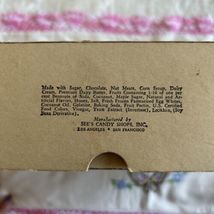 Made with Sugar, Chocolate, Nut Meats, Corn Syrup, Dairy
Cream, Premium Dairy Butter, Fruits Containing 1/10 of one per
cent Benzoate of Soda, Coconut, Maple Sugar, Natural and Ar-
tificial Flavors, Honey, Salt, Fresh Frozen Pasteurized Egg Whites,
Coconut Oil, Gelatine, Baking Soda, Fruit Pectin, U.S. Certified
Food Colors, Vinegar, Tartaric (Invertase), Lecithin, (Soy
Bean Derivative).
Manufactured by
SEE'S CANDY SHOPS, INC.
LOS ANGELES - SAN FRANCISCO